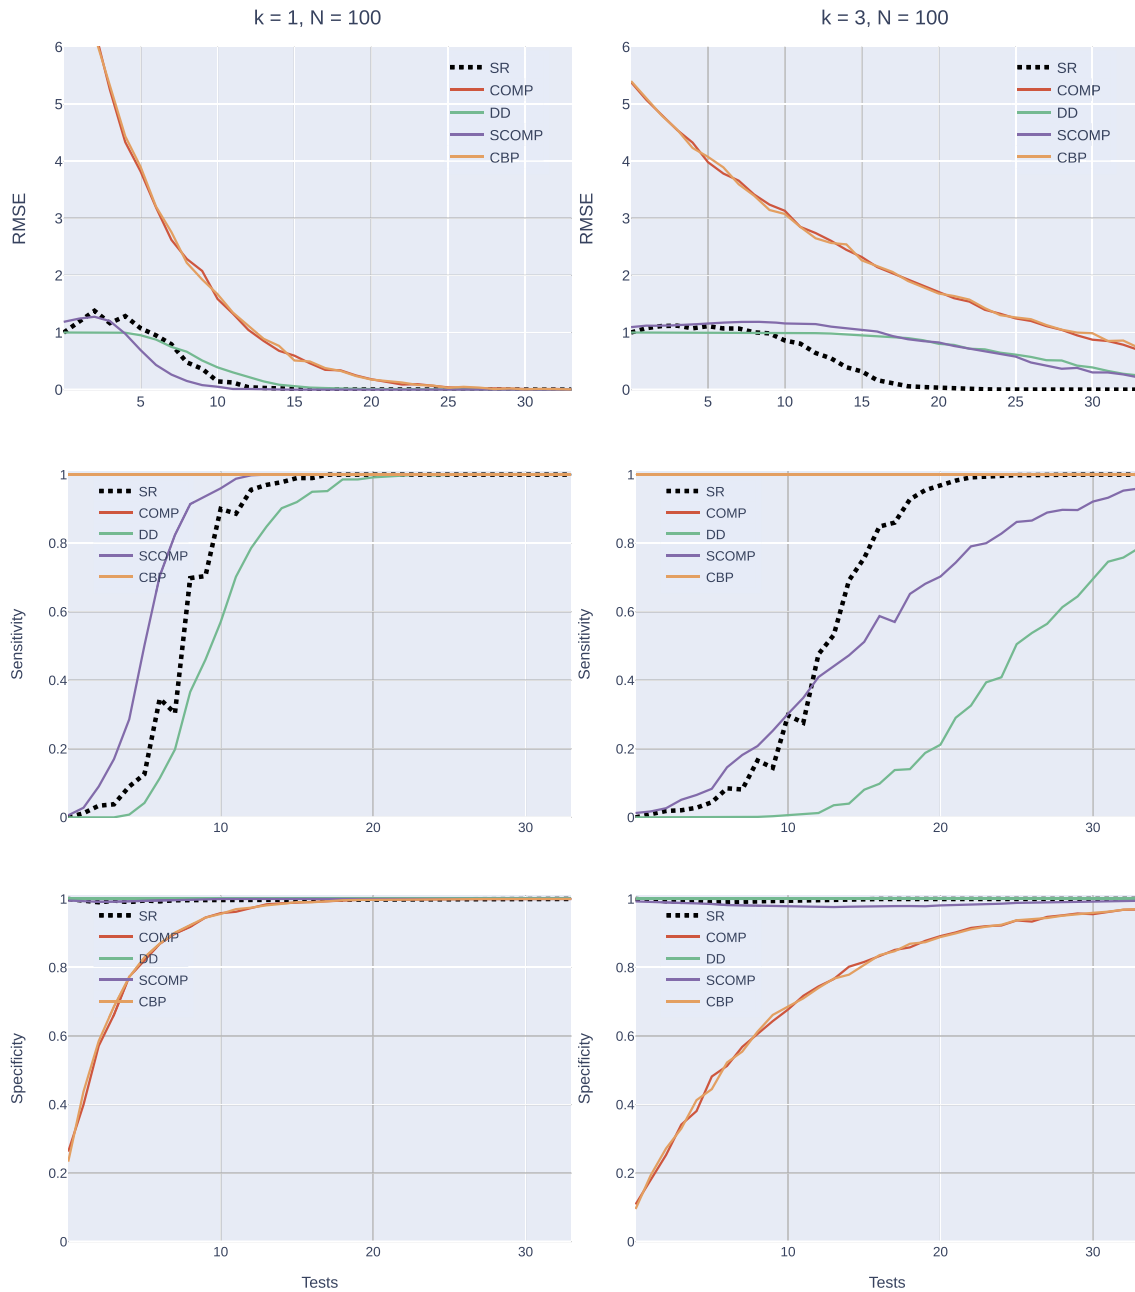 k = 1, N = 100
k = 3, N = 100
6
5
4
3
2
1
0
RMSE
SR
COMP
DD
SCOMP
CBP
5
10
15
20
25
30
6
5
4
3
2
1
0
RMSE
SR
COMP
DD
SCOMP
CBP
5
10
15
20
25
30
1
0.8
0.6
0.4
0.2
0
Sensitivity
SR
COMP
DD
SCOMP
CBP
10
20
30
1
0.8
0.6
0.4
0.2
0
Sensitivity
SR
COMP
DD
SCOMP
CBP
10
20
30
1
0.8
0.6
0.4
0.2
0
Specificity
SR
COMP
DD
SCOMP
CBP
10
20
30
Tests
1
0.8
0.6
0.4
0.2
0
Specificity
SR
COMP
DD
SCOMP
CBP
10
20
30
Tests